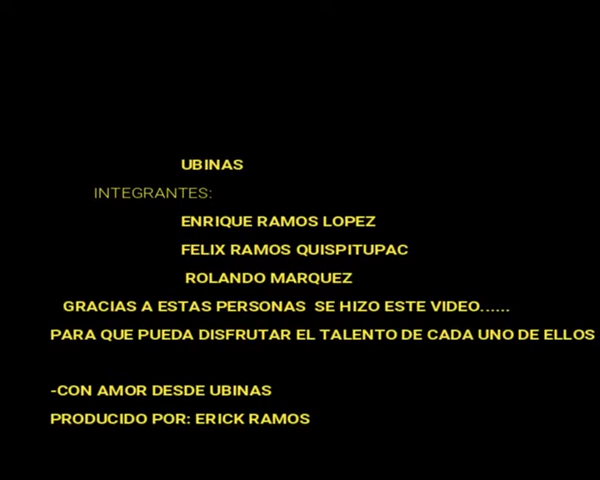 UBINAS
INTEGRANTES:
ENRIQUE RAMOS LOPEZ
FELIX RAMOS QUISPITUPAC
ROLANDO MARQUEZ
GRACIAS A ESTAS PERSONAS SE HIZO ESTE VIDEO......
PARA QUE PUEDA DISFRUTAR EL TALENTO DE CADA UNO DE ELLOS
-CON AMOR DESDE UBINAS
PRODUCIDO POR: ERICK RAMOS